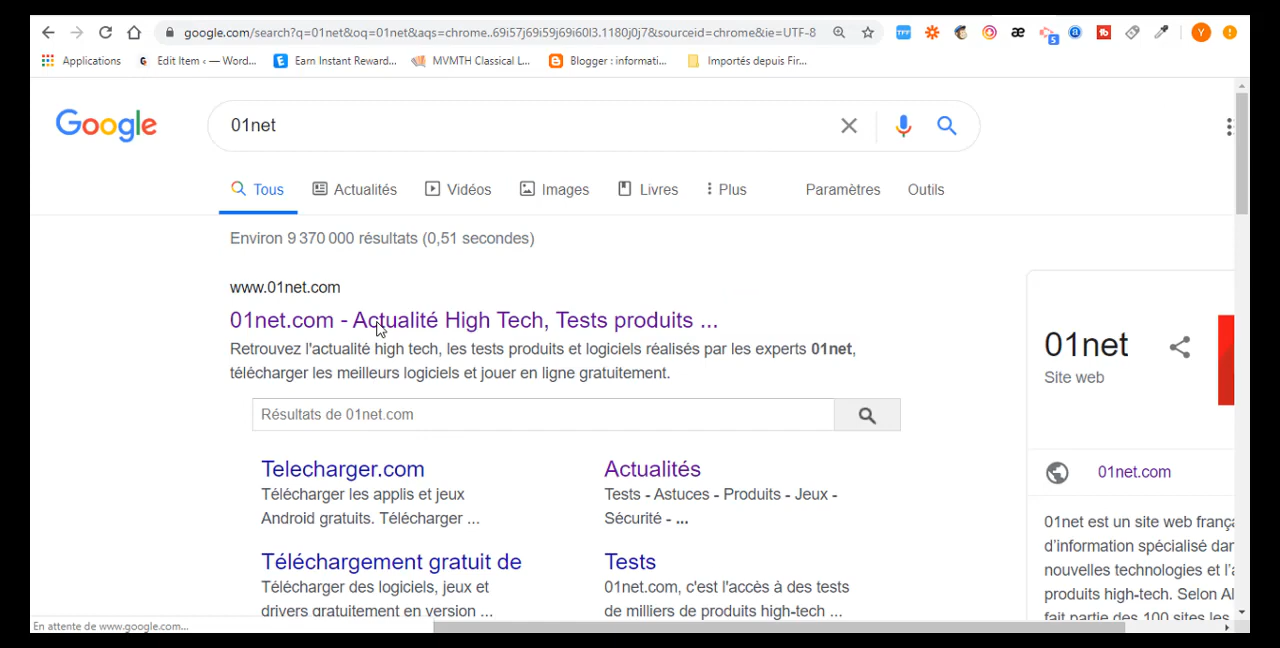 google.com/search?q=01net&oq=01net&aqs=chrome..69i57j69i59j69i60l3.1180j0j7&sourceid=chrome&ie=UTF-8
Applications Edit Item ‹ — Word... Earn Instant Reward... MVMTH Classical L... Blogger : informati... Importés depuis Fir...
Google 01net
Tous Actualités Vidéos Images Livres Plus Paramètres Outils
Environ 9 370 000 résultats (0,51 secondes)
www.01net.com
01net.com - Actualité High Tech, Tests produits ...
Retrouvez l'actualité high tech, les tests produits et logiciels réalisés par les experts 01net,
télécharger les meilleurs logiciels et jouer en ligne gratuitement.
Résultats de 01net.com
Telecharger.com
Télécharger les applis et jeux
Android gratuits. Télécharger ...
Actualités
Tests - Astuces - Produits - Jeux -
Sécurité - ...
Téléchargement gratuit de
Télécharger des logiciels, jeux et
drivers gratuitement en version ...
Tests
01net.com, c'est l'accès à des tests
de milliers de produits high-tech ...
01net
Site web
01net.com
01net est un site web frança
d'information spécialisé dan
nouvelles technologies et l'a
produits high-tech. Selon Al
fait partie des 100 sites les
En attente de www.google.com...